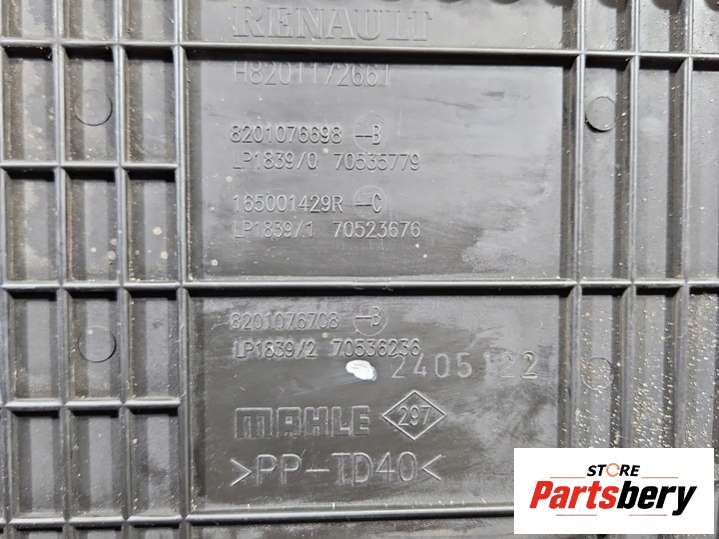 RENAULT
H8201172661
8201076698 -B
LP1839/0 70535779
165001429R -C
LP1839/1 70523676
8201076708 -B
LP1839/2 70536236
2405122
MAHLE 297
>PP-TD40<
STORE
Partsbery